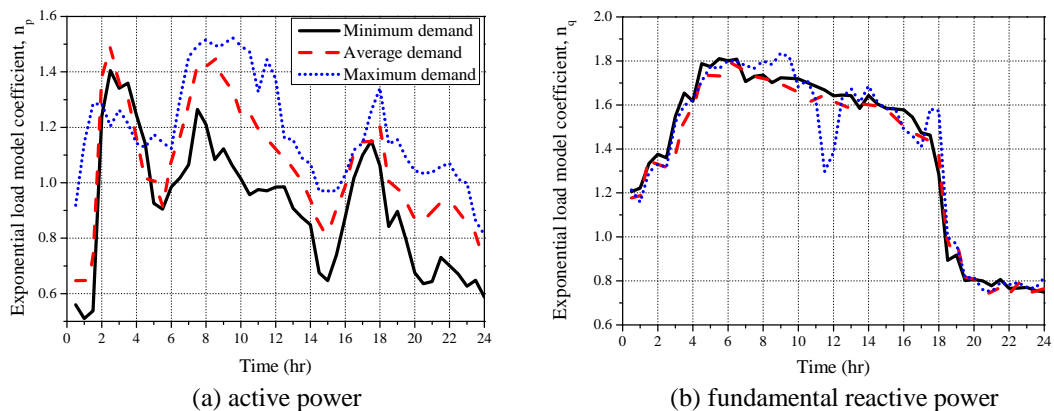 Exponential load model coefficient, n_p
1.6
1.4
1.2
1.0
0.8
0.6
Minimum demand
Average demand
Maximum demand
0 2 4 6 8 10 12 14 16 18 20 22 24
Time (hr)
(a) active power
Exponential load model coefficient, n_q
2.0
1.8
1.6
1.4
1.2
1.0
0.8
0.6
0 2 4 6 8 10 12 14 16 18 20 22 24
Time (hr)
(b) fundamental reactive power